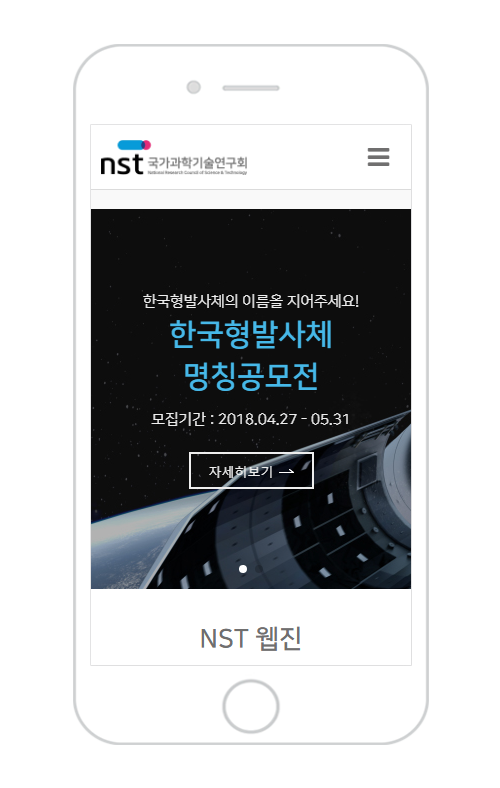 nst 국가과학기술연구회
National Research Council of Science & Technology
한국형발사체의 이름을 지어주세요!
한국형발사체
명칭공모전
모집기간 : 2018.04.27 - 05.31
자세히보기
NST 웹진